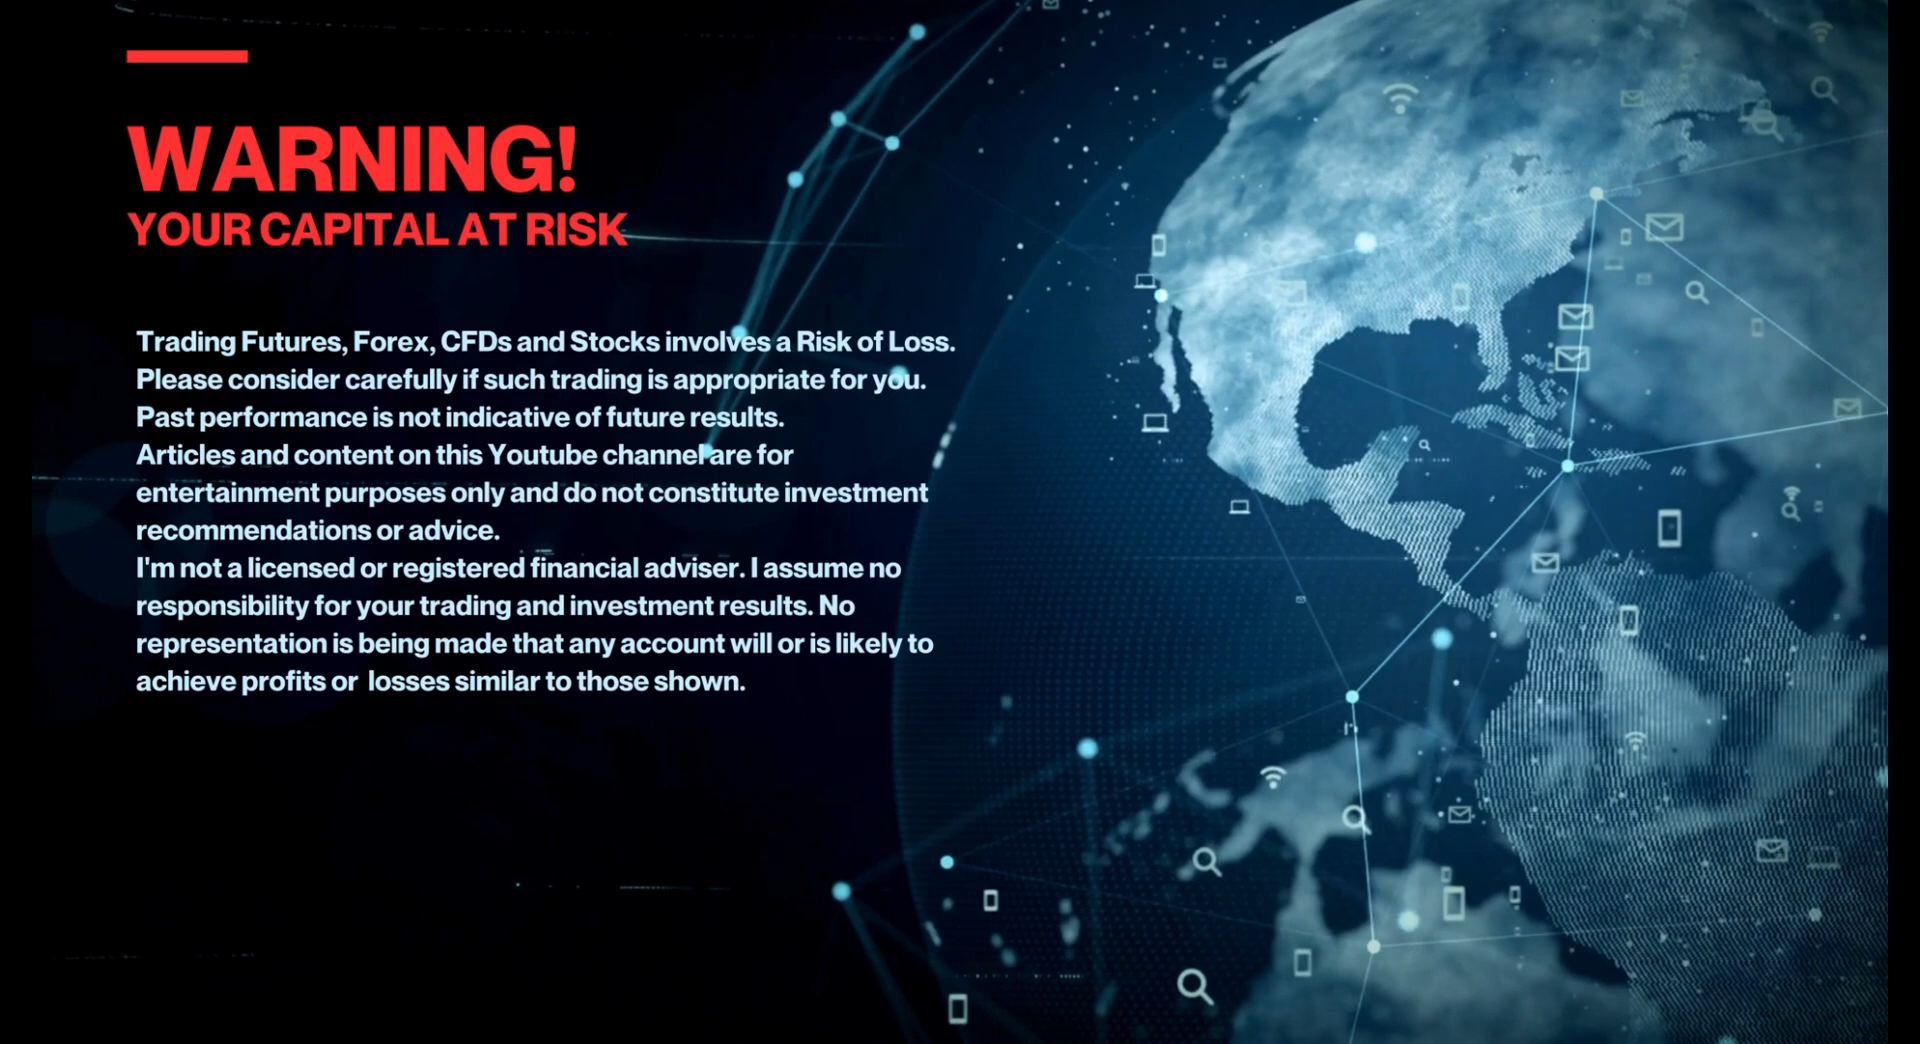 WARNING!
YOUR CAPITAL AT RISK
Trading Futures, Forex, CFDs and Stocks involves a Risk of Loss.
Please consider carefully if such trading is appropriate for you.
Past performance is not indicative of future results.
Articles and content on this Youtube channel are for
entertainment purposes only and do not constitute investment
recommendations or advice.
I'm not a licensed or registered financial adviser. I assume no
responsibility for your trading and investment results. No
representation is being made that any account will or is likely to
achieve profits or  losses similar to those shown.